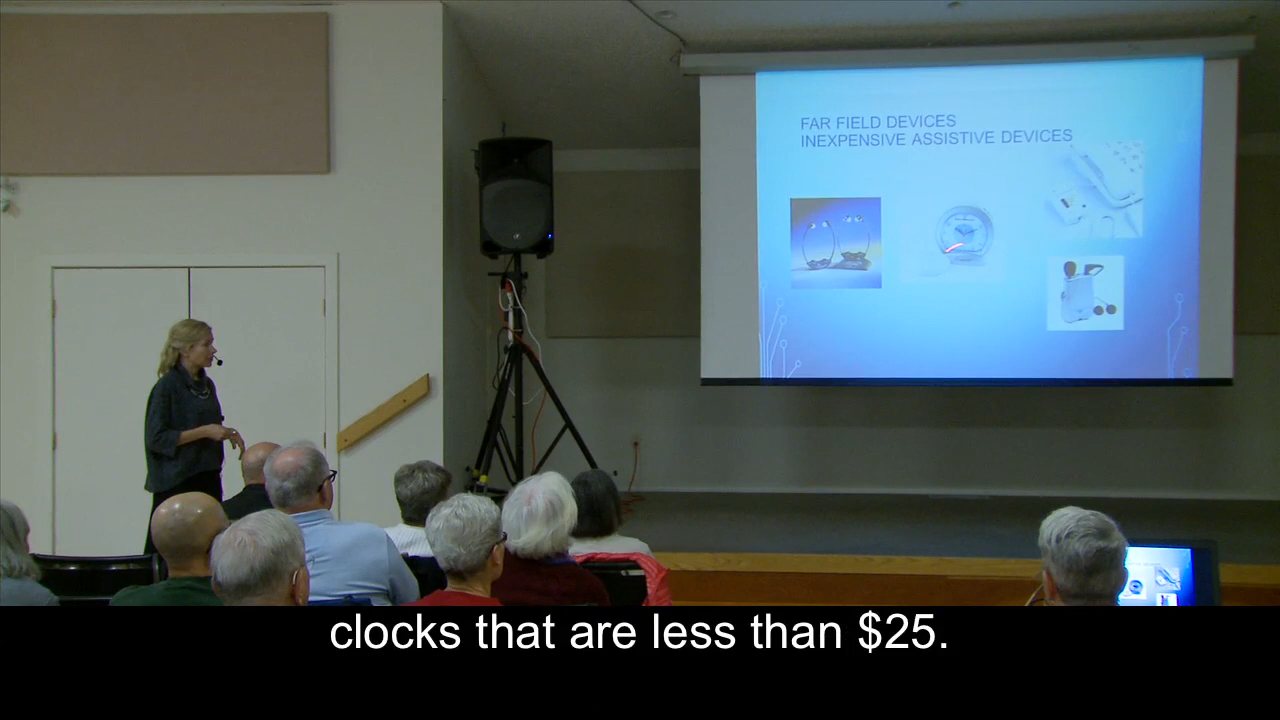 FAR FIELD DEVICES
INEXPENSIVE ASSISTIVE DEVICES
clocks that are less than $25.